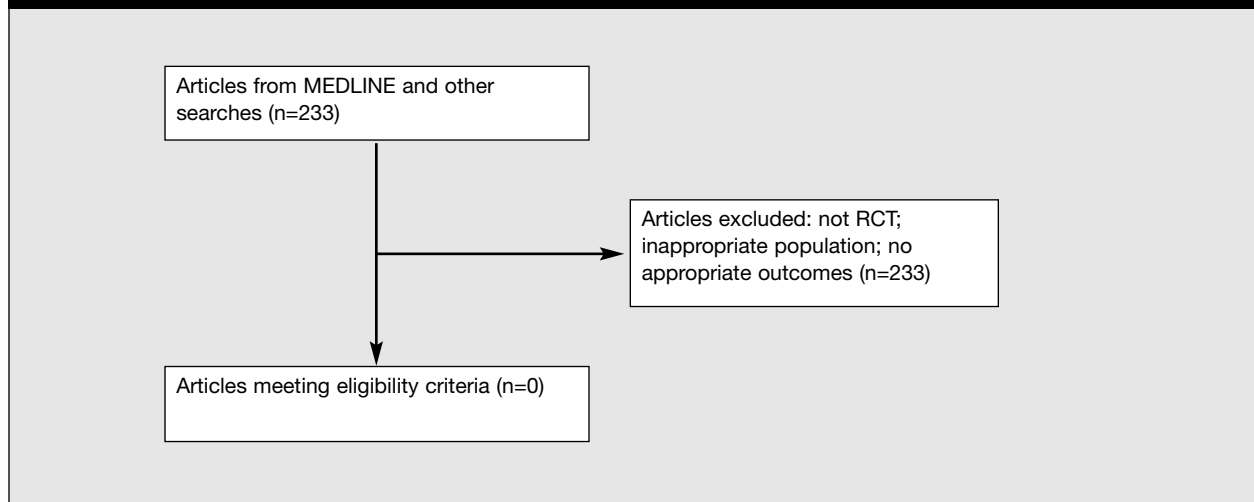 Articles from MEDLINE and other
searches (n=233)
Articles excluded: not RCT;
inappropriate population; no
appropriate outcomes (n=233)
Articles meeting eligibility criteria (n=0)